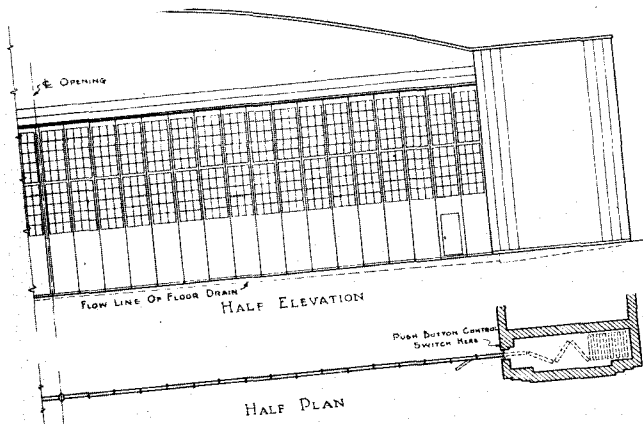 ℄ OPENING
FLOW LINE OF FLOOR DRAIN
HALF ELEVATION
PUSH BUTTON CONTROL
SWITCH HERE
HALF PLAN